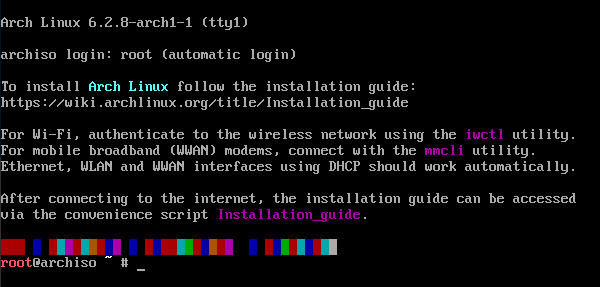 Arch Linux 6.2.8-arch1-1 (tty1)
archiso login: root (automatic login)
To install Arch Linux follow the installation guide:
https://wiki.archlinux.org/title/Installation_guide
For Wi-Fi, authenticate to the wireless network using the iwctl utility.
For mobile broadband (WWAN) modems, connect with the mmcli utility.
Ethernet, WLAN and WWAN interfaces using DHCP should work automatically.
After connecting to the internet, the installation guide can be accessed
via the convenience script Installation_guide.
root@archiso ~ # _